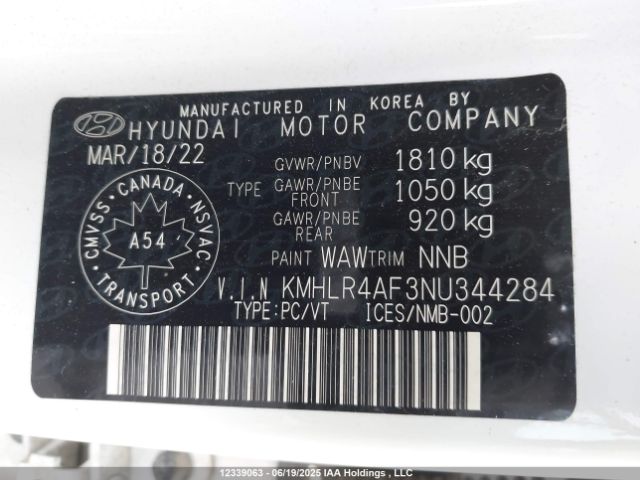 MANUFACTURED IN KOREA BY
HYUNDAI MOTOR COMPANY
MAR/18/22
GVWR/PNBV 1810 kg
TYPE GAWR/PNBE FRONT 1050 kg
GAWR/PNBE REAR 920 kg
CANADA
CMVSS NSVAC
A54
TRANSPORT
PAINT WAW TRIM NNB
V.I.N KMHLR4AF3NU344284
TYPE:PC/VT ICES/NMB-002
12339063 - 06/19/2025 IAA Holdings , LLC